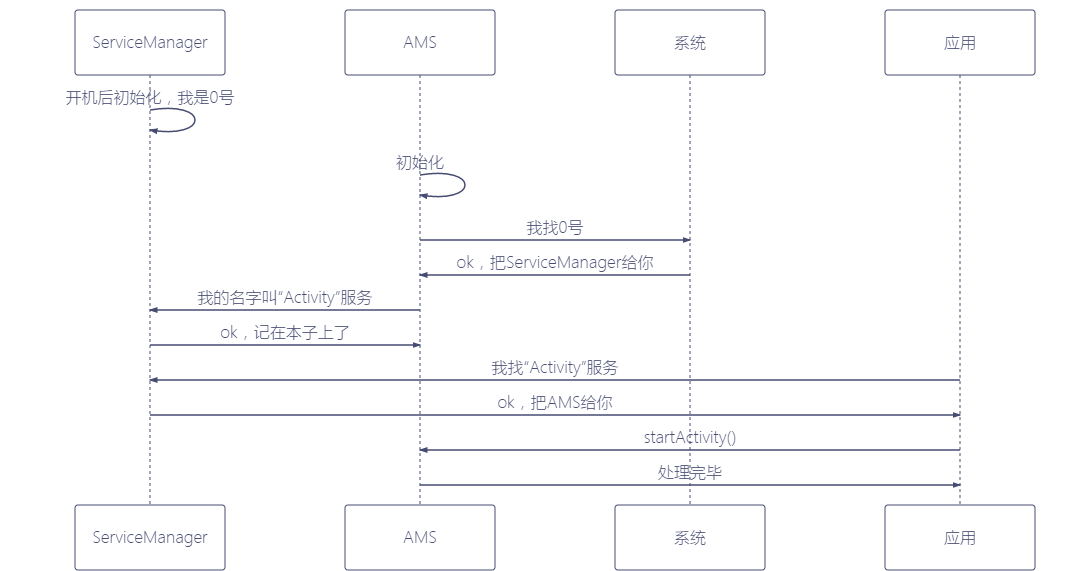 ServiceManager
AMS
系统
应用
开机后初始化，我是0号
初始化
我找0号
ok，把ServiceManager给你
我的名字叫“Activity”服务
ok，记在本子上了
我找“Activity”服务
ok，把AMS给你
startActivity()
处理完毕
ServiceManager
AMS
系统
应用